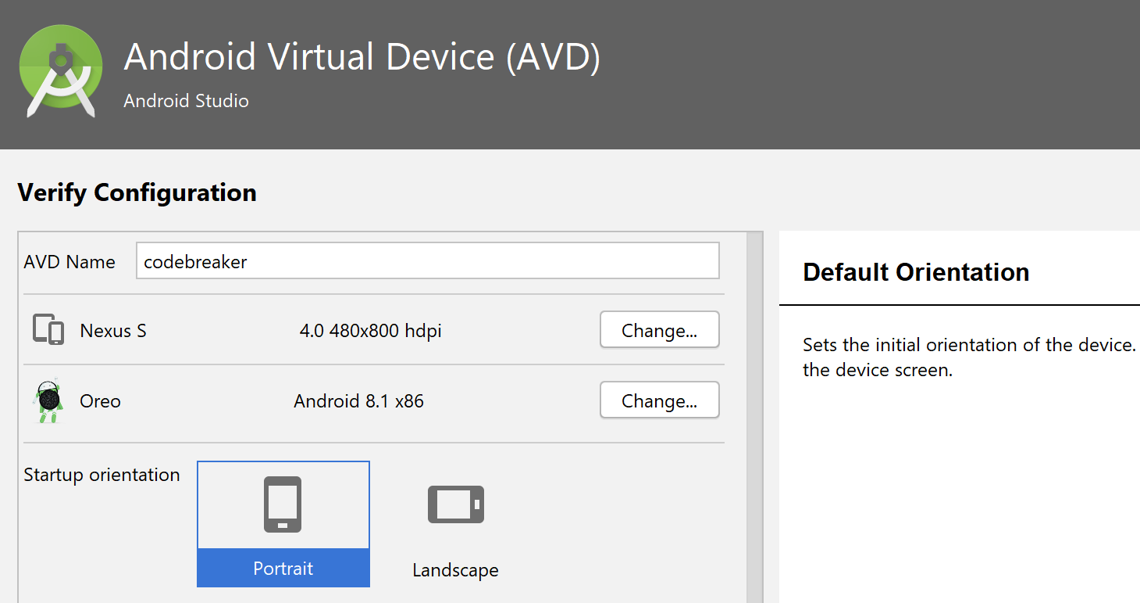 Android Virtual Device (AVD)
Android Studio
Verify Configuration
AVD Name codebreaker
Nexus S 4.0 480x800 hdpi Change...
Oreo Android 8.1 x86 Change...
Startup orientation
Portrait
Landscape
Default Orientation
Sets the initial orientation of the device.
the device screen.